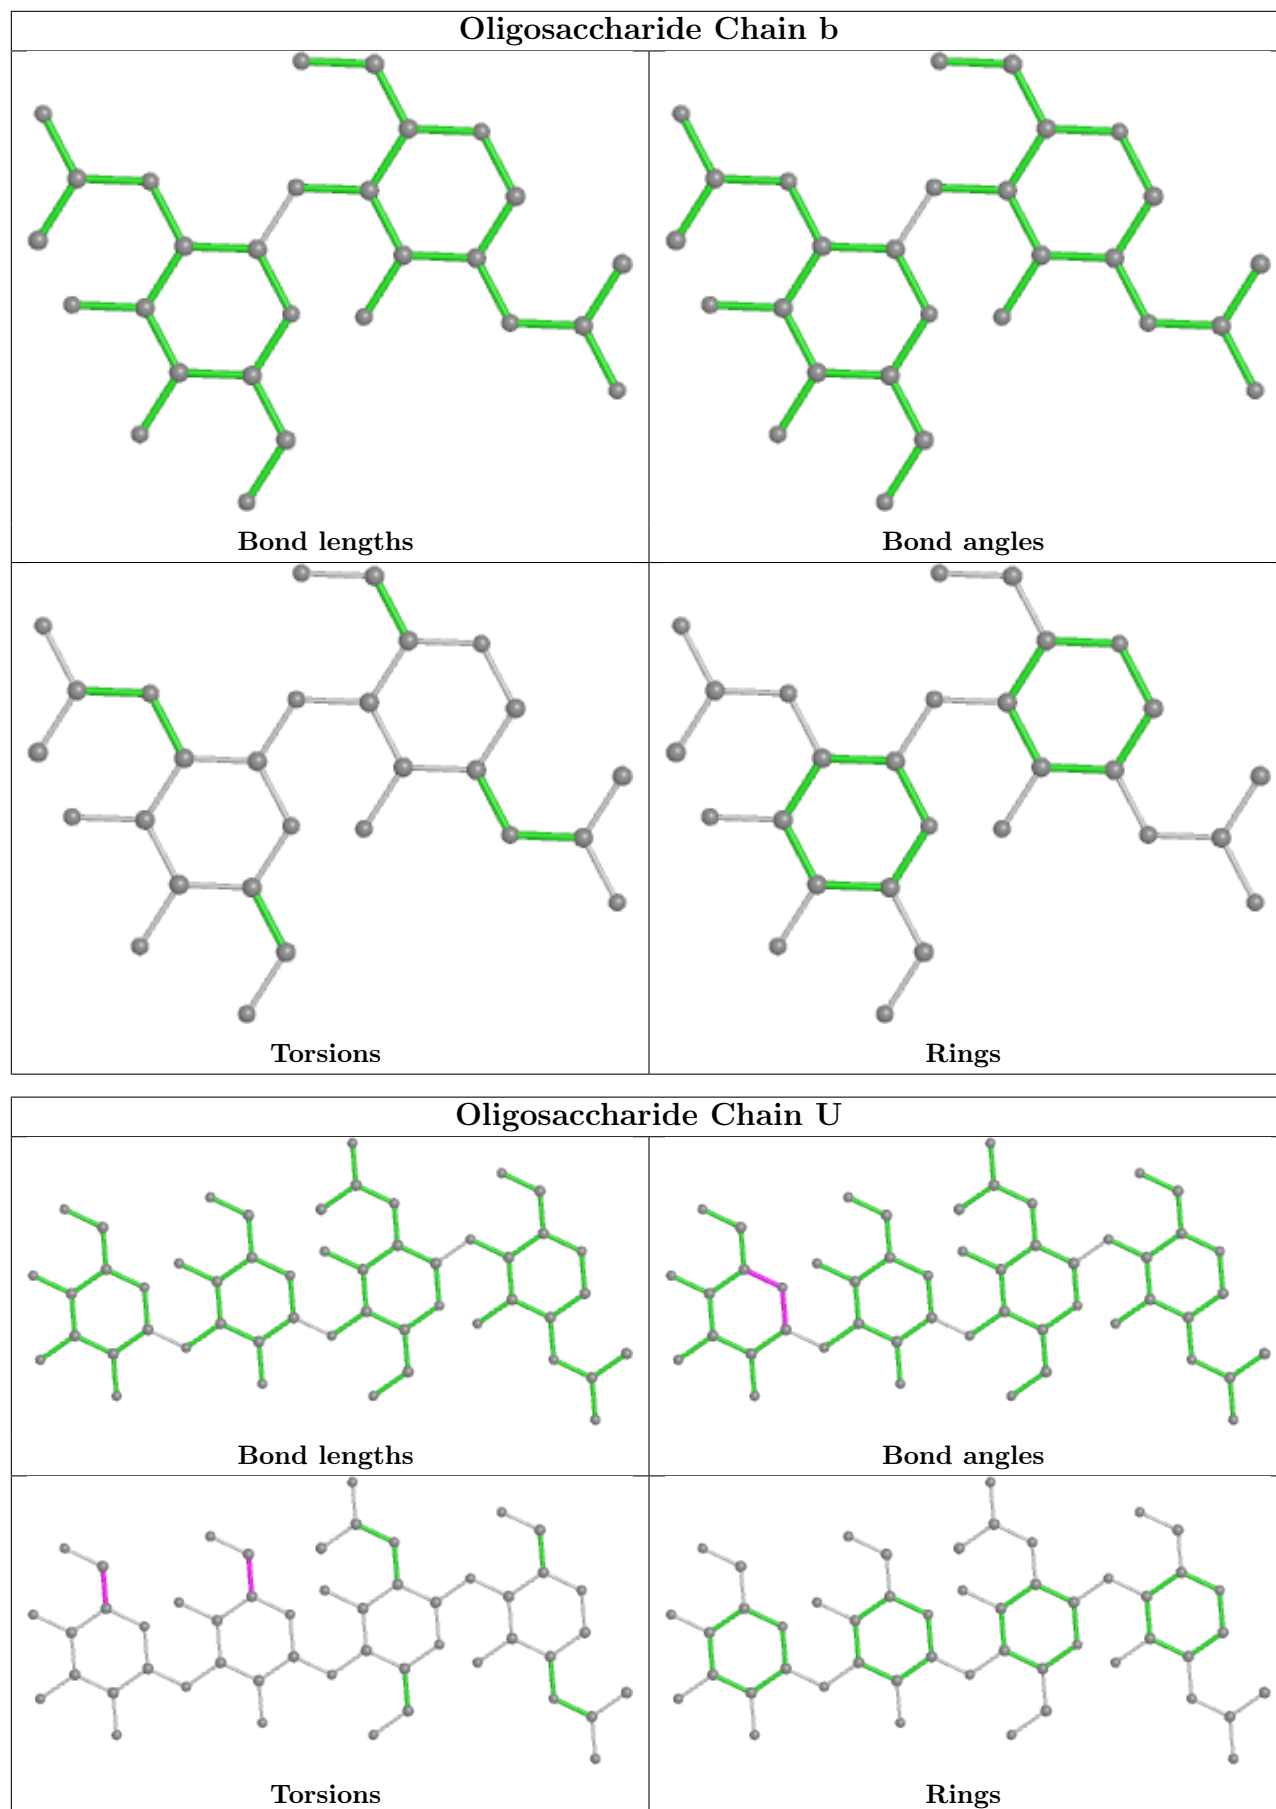 Oligosaccharide Chain b
Bond lengths
Bond angles
Torsions
Rings
Oligosaccharide Chain U
Bond lengths
Bond angles
Torsions
Rings